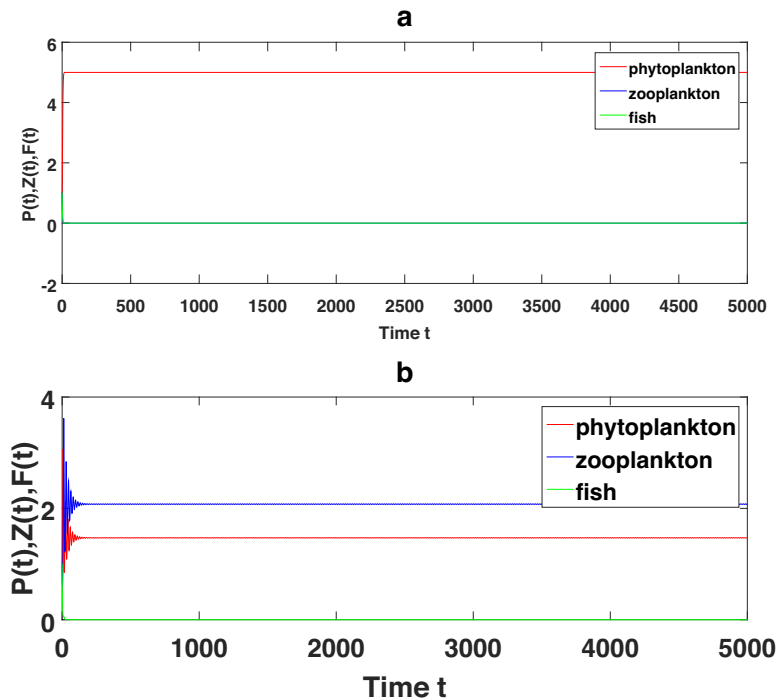 a
6
4
2
0
-2
P(t),Z(t),F(t)
phytoplankton
zooplankton
fish
0 500 1000 1500 2000 2500 3000 3500 4000 4500 5000
Time t
b
4
2
0
P(t),Z(t),F(t)
phytoplankton
zooplankton
fish
0 1000 2000 3000 4000 5000
Time t